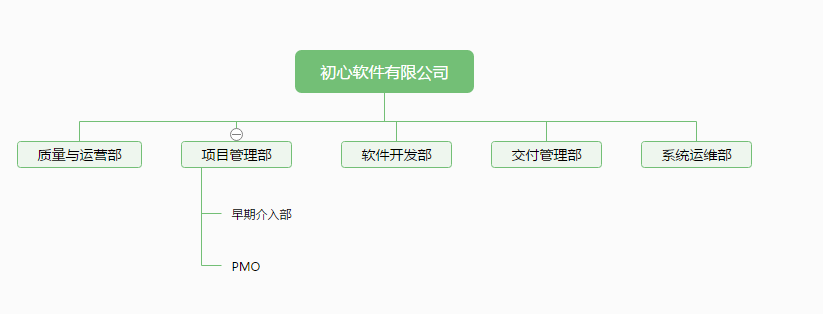 初心软件有限公司
质量与运营部
项目管理部
软件开发部
交付管理部
系统运维部
早期介入部
PMO